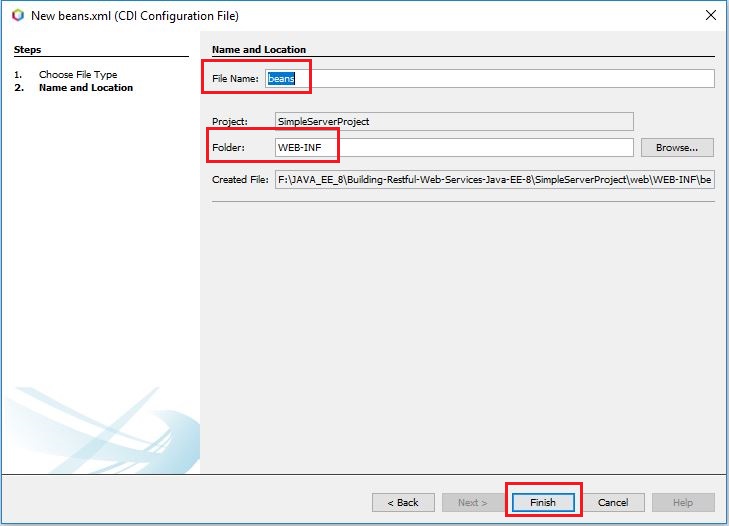 New beans.xml (CDI Configuration File)
Steps
1. Choose File Type
2. Name and Location
Name and Location
File Name: beans
Project: SimpleServerProject
Folder: WEB-INF Browse...
Created File: F:\JAVA_EE_8\Building-Restful-Web-Services-Java-EE-8\SimpleServerProject\web\WEB-INF\be
< Back Next > Finish Cancel Help